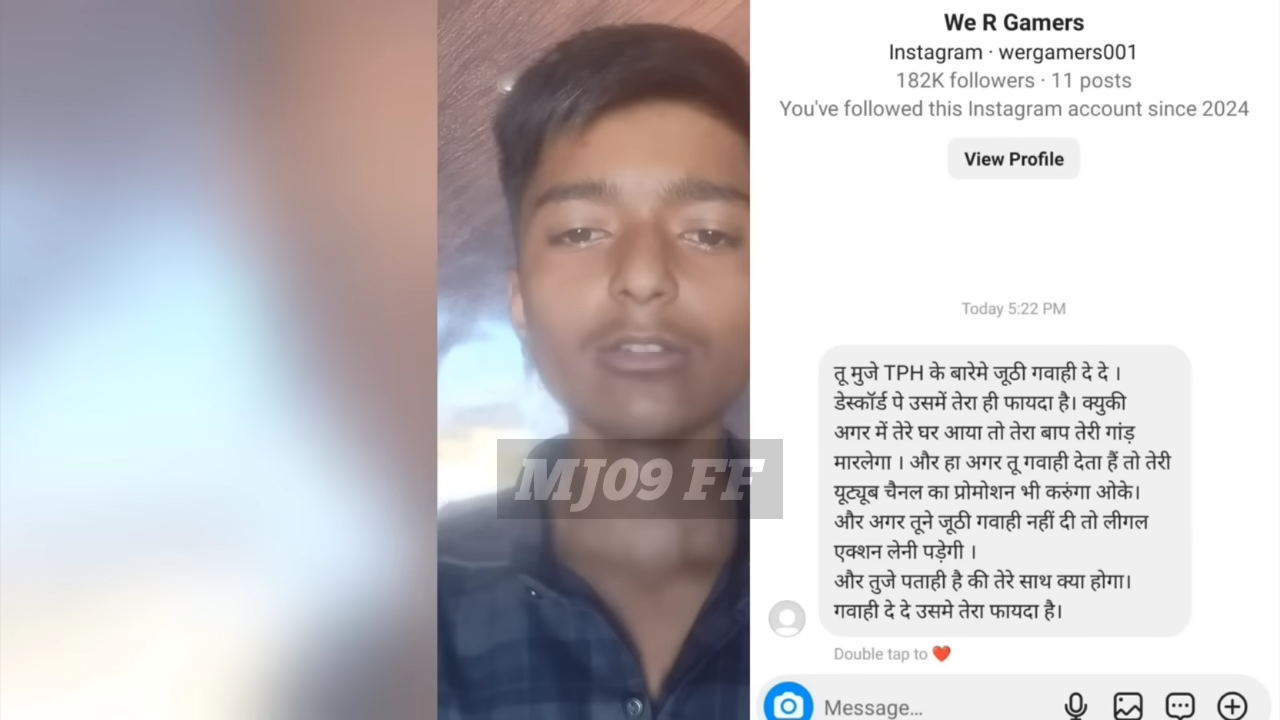 We R Gamers
Instagram · wergamers001
182K followers · 11 posts
You've followed this Instagram account since 2024
View Profile
Today 5:22 PM
तू मुजे TPH के बारेमे जूठी गवाही दे दे ।
डेस्कॉर्ड पे उसमें तेरा ही फायदा है। क्युकी
अगर में तेरे घर आया तो तेरा बाप तेरी गांड़
मारलेगा । और हा अगर तू गवाही देता हैं तो तेरी
यूट्यूब चैनल का प्रोमोशन भी करुंगा ओके।
और अगर तूने जूठी गवाही नहीं दी तो लीगल
एक्शन लेनी पड़ेगी ।
और तुजे पताही है की तेरे साथ क्या होगा।
गवाही दे दे उसमे तेरा फायदा है।
Double tap to ❤️
Message…
MJ09 FF